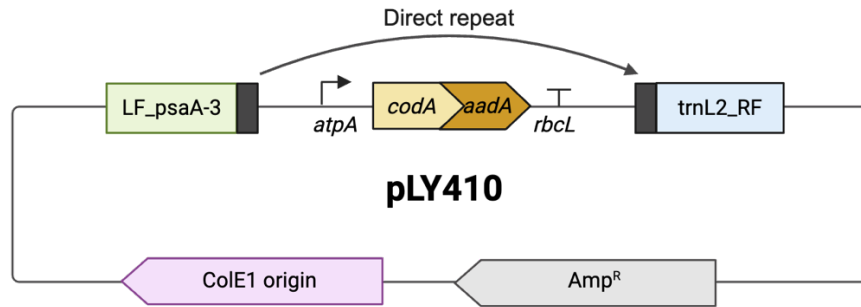 Direct repeat
LF_psaA-3
atpA
codA
aadA
rbcL
trnL2_RF
pLY410
ColE1 origin
Ampᴿ